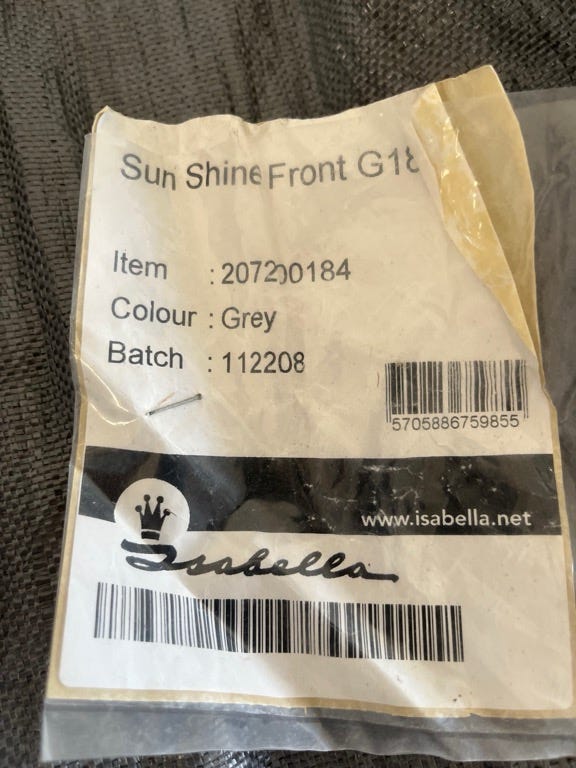 Sun Shine Front G18
Item : 207200184
Colour : Grey
Batch : 112208
5705886759855
www.isabella.net
Isabella